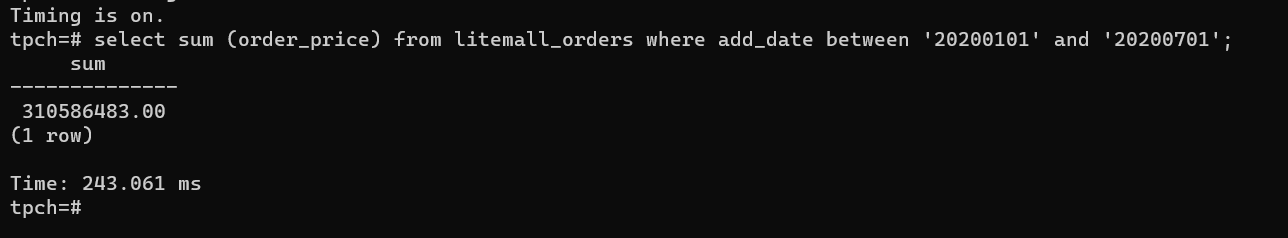 Timing is on.
tpch=# select sum (order_price) from litemall_orders where add_date between '20200101' and '20200701';
     sum
--------------
 310586483.00
(1 row)

Time: 243.061 ms
tpch=#